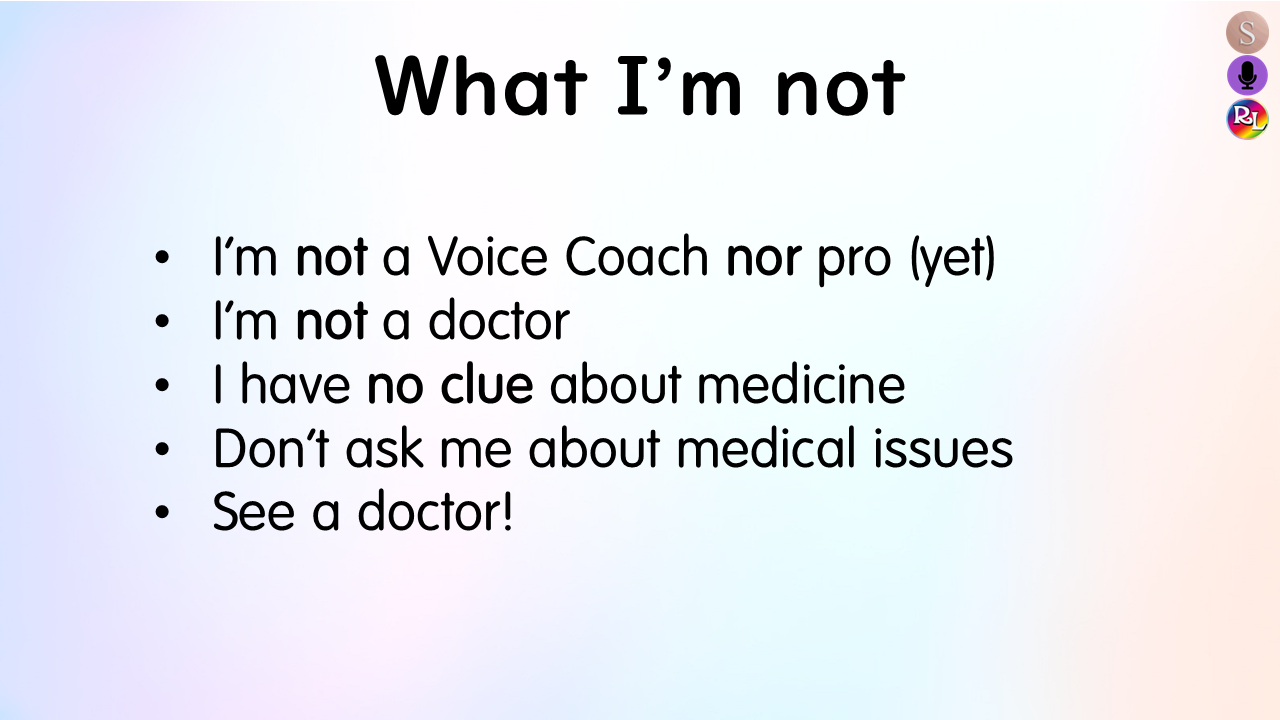 What I’m not
S
RL
• I’m not a Voice Coach nor pro (yet)
• I’m not a doctor
• I have no clue about medicine
• Don’t ask me about medical issues
• See a doctor!